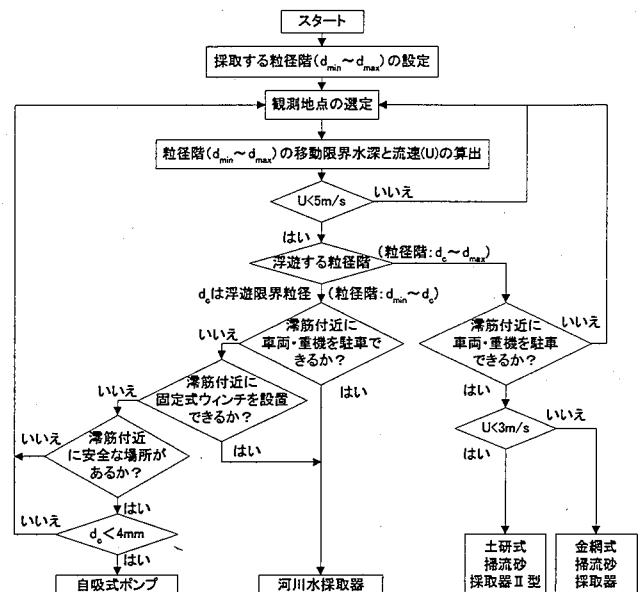 スタート
採取する粒径階(dmin～dmax)の設定
観測地点の選定
粒径階(dmin～dmax)の移動限界水深と流速(U)の算出
U<5m/s
いいえ
はい
浮遊する粒径階
(粒径階:dc～dmax)
dcは浮遊限界粒径
(粒径階:dmin～dc)
澪筋付近に
車両・重機を駐車で
きるか?
いいえ
はい
澪筋付近に
車両・重機を駐車
できるか?
いいえ
はい
澪筋付近に
固定式ウィンチを設置
できるか?
いいえ
はい
U<3m/s
いいえ
はい
澪筋付近
に安全な場所が
あるか?
いいえ
はい
dc<4mm
いいえ
はい
自吸式ポンプ
河川水採取器
土研式
掃流砂
採取器Ⅱ型
金網式
掃流砂
採取器